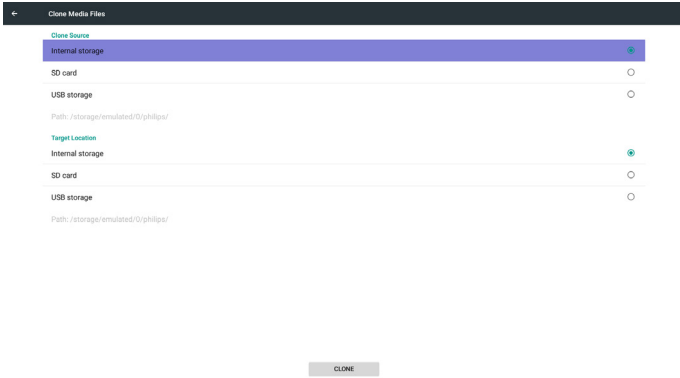 Clone Media Files
Clone Source
Internal storage
SD card
USB storage
Path: /storage/emulated/0/philips/
Target Location
Internal storage
SD card
USB storage
Path: /storage/emulated/0/philips/
CLONE